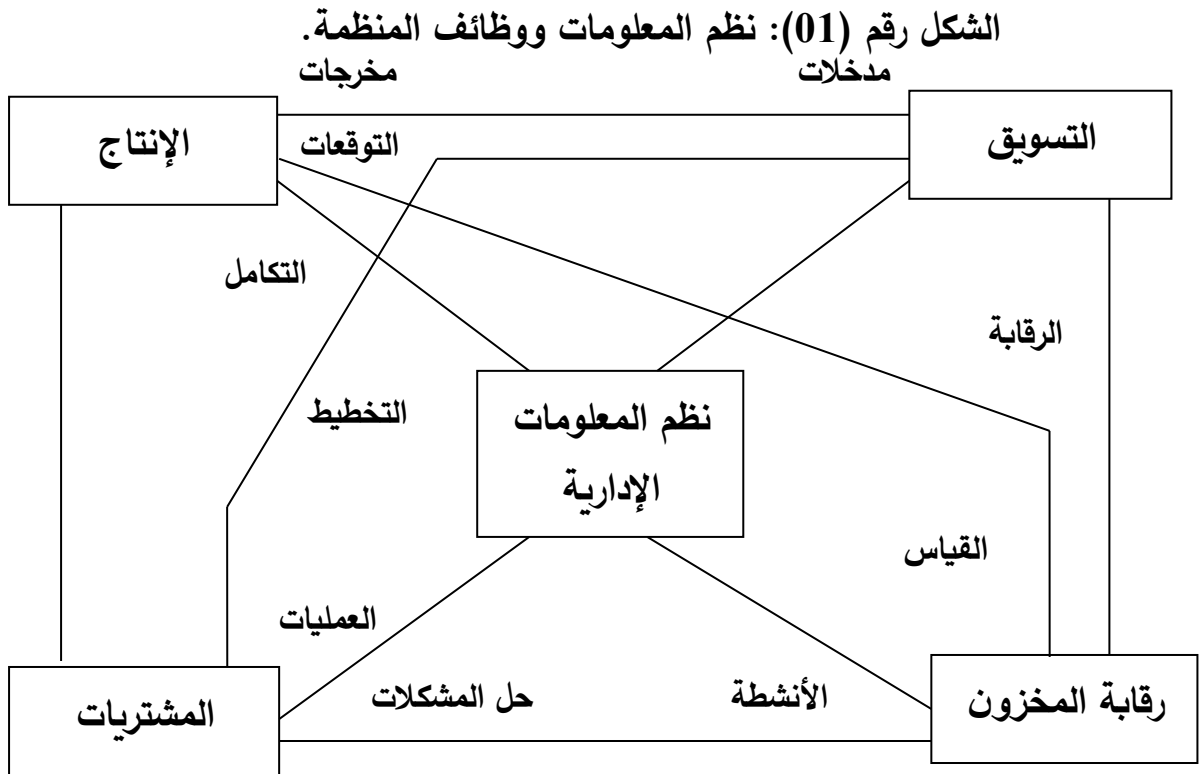 الشكل رقم (01): نظم المعلومات ووظائف المنظمة.
مدخلات
مخرجات
التسويق
الإنتاج
التوقعات
التكامل
الرقابة
التخطيط
نظم المعلومات
الإدارية
القياس
العمليات
رقابة المخزون
الأنشطة
حل المشكلات
المشتريات